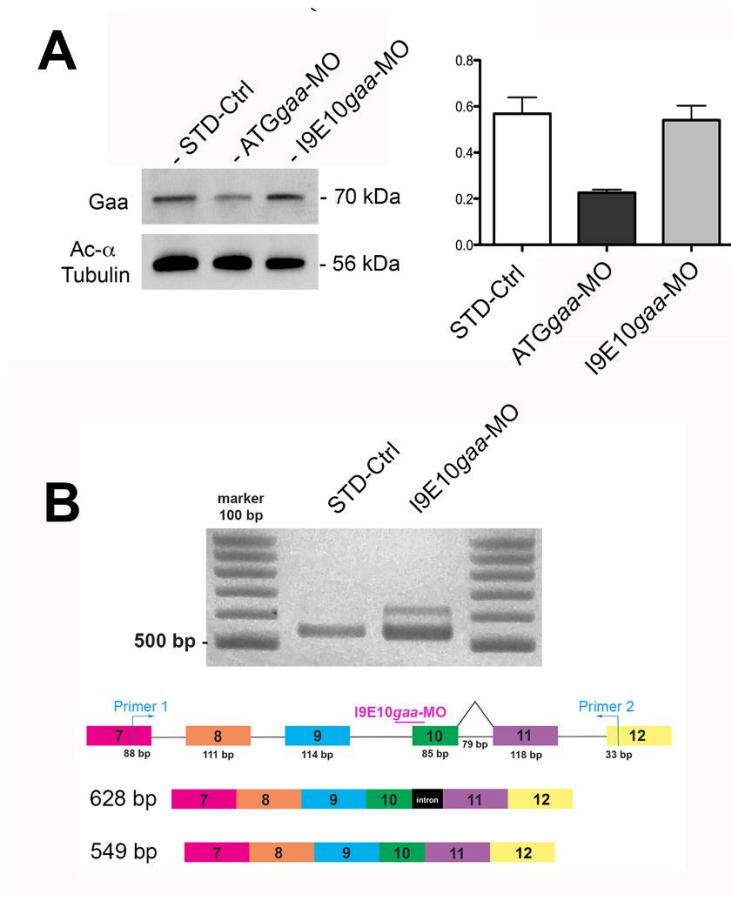 A
- STD-Ctrl
- ATGgaa-MO
- I9E10gaa-MO
Gaa
- 70 kDa
Ac-α
Tubulin
- 56 kDa
0.8
0.6
0.4
0.2
0.0
STD-Ctrl
ATGgaa-MO
I9E10gaa-MO
B
marker
100 bp
STD-Ctrl
I9E10gaa-MO
500 bp -
Primer 1
I9E10gaa-MO
Primer 2
7
8
9
10
11
12
88 bp
111 bp
114 bp
85 bp
79 bp
118 bp
33 bp
628 bp
7
8
9
10
intron
11
12
549 bp
7
8
9
10
11
12